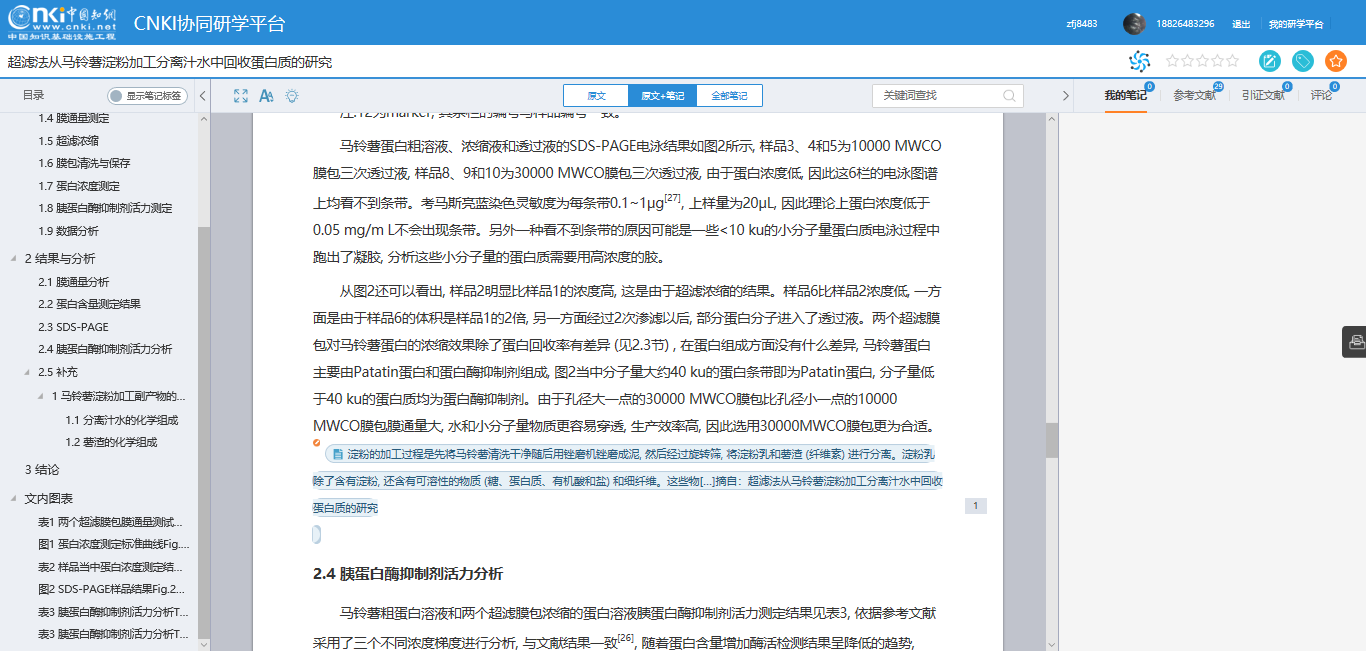 Cnki中国知网
www.cnki.net
中国知识基础设施工程
CNKI协同研学平台
zfj8483
18826483296
退出
我的研学平台
超滤法从马铃薯淀粉加工分离汁水中回收蛋白质的研究
目录
显示笔记标签
原文
原文+笔记
全部笔记
关键词查找
我的笔记 0
参考文献 29
引证文献 0
评论 0
1.4 膜通量测定
1.5 超滤浓缩
1.6 膜包清洗与保存
1.7 蛋白浓度测定
1.8 胰蛋白酶抑制剂活力测定
1.9 数据分析
2 结果与分析
2.1 膜通量分析
2.2 蛋白含量测定结果
2.3 SDS-PAGE
2.4 胰蛋白酶抑制剂活力分析
2.5 补充
1 马铃薯淀粉加工副产物的...
1.1 分离汁水的化学组成
1.2 薯渣的化学组成
3 结论
文内图表
表1 两个超滤膜包膜通量测试...
图1 蛋白浓度测定标准曲线Fig....
表2 样品当中蛋白浓度测定结...
图2 SDS-PAGE样品结果Fig.2...
表3 胰蛋白酶抑制剂活力分析T...
表3 胰蛋白酶抑制剂活力分析T...
注:12为marker, 其余栏的编号与样品编号一致。
马铃薯蛋白粗溶液、浓缩液和透过液的SDS-PAGE电泳结果如图2所示, 样品3、4和5为10000 MWCO
膜包三次透过液, 样品8、9和10为30000 MWCO膜包三次透过液, 由于蛋白浓度低, 因此这6栏的电泳图谱
上均看不到条带。考马斯亮蓝染色灵敏度为每条带0.1~1μg[27], 上样量为20μL, 因此理论上蛋白浓度低于
0.05 mg/m L不会出现条带。另外一种看不到条带的原因可能是一些<10 ku的小分子量蛋白质电泳过程中
跑出了凝胶, 分析这些小分子量的蛋白质需要用高浓度的胶。
从图2还可以看出, 样品2明显比样品1的浓度高, 这是由于超滤浓缩的结果。样品6比样品2浓度低, 一方
面是由于样品6的体积是样品1的2倍, 另一方面经过2次渗滤以后, 部分蛋白分子进入了透过液。两个超滤膜
包对马铃薯蛋白的浓缩效果除了蛋白回收率有差异 (见2.3节) , 在蛋白组成方面没有什么差异, 马铃薯蛋白
主要由Patatin蛋白和蛋白酶抑制剂组成, 图2当中分子量大约40 ku的蛋白条带即为Patatin蛋白, 分子量低
于40 ku的蛋白质均为蛋白酶抑制剂。由于孔径大一点的30000 MWCO膜包比孔径小一点的10000
MWCO膜包膜通量大, 水和小分子量物质更容易穿透, 生产效率高, 因此选用30000MWCO膜包更为合适。
淀粉的加工过程是先将马铃薯清洗干净随后用锉磨机锉磨成泥, 然后经过旋转筛, 将淀粉乳和薯渣 (纤维素) 进行分离。淀粉乳
除了含有淀粉, 还含有可溶性的物质 (糖、蛋白质、有机酸和盐) 和细纤维。这些物[...]摘自：超滤法从马铃薯淀粉加工分离汁水中回收
蛋白质的研究
1
2.4 胰蛋白酶抑制剂活力分析
马铃薯粗蛋白溶液和两个超滤膜包浓缩的蛋白溶液胰蛋白酶抑制剂活力测定结果见表3, 依据参考文献
采用了三个不同浓度梯度进行分析, 与文献结果一致[26], 随着蛋白含量增加酶活检测结果呈降低的趋势,